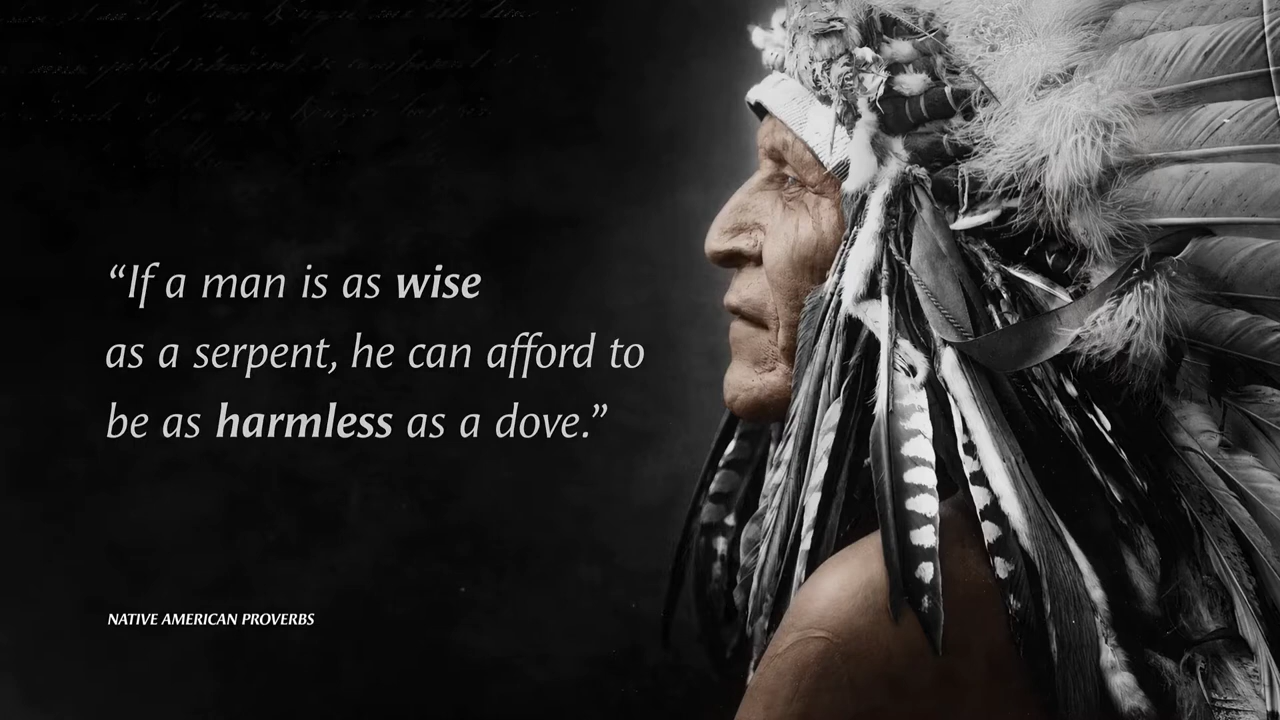 “If a man is as wise
as a serpent, he can afford to
be as harmless as a dove.”
NATIVE AMERICAN PROVERBS